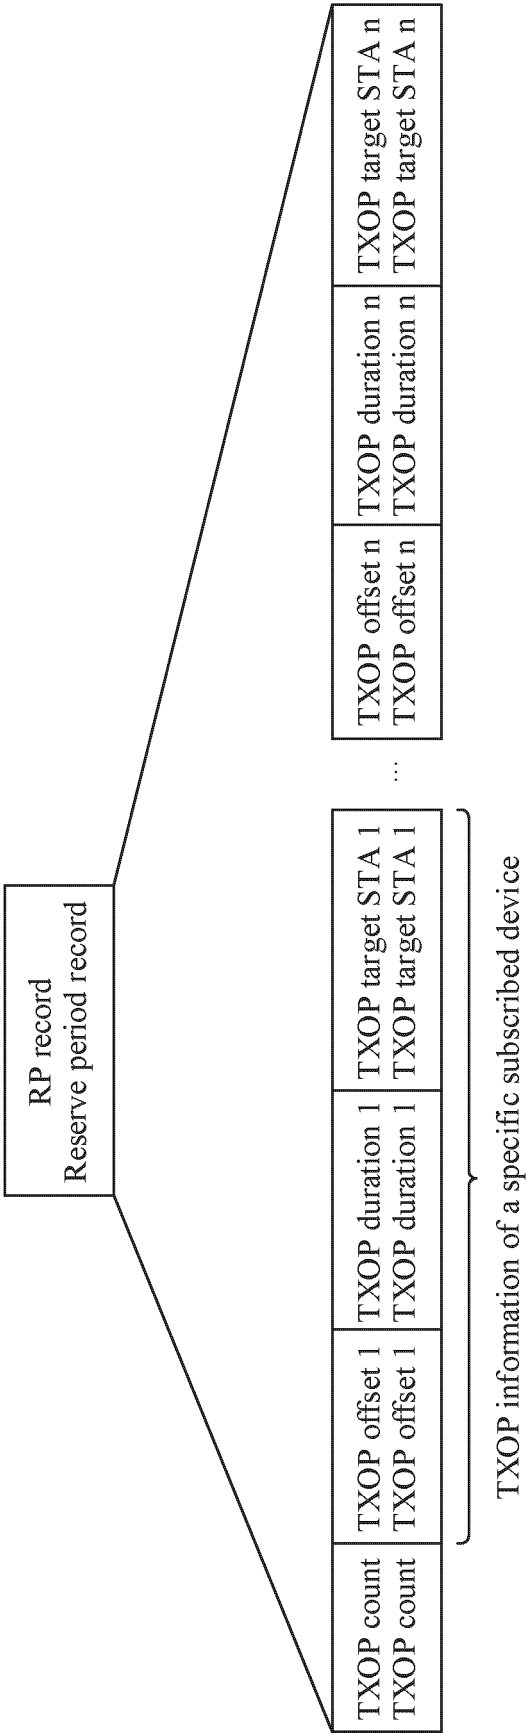 RP record
Reserve period record
TXOP count
TXOP count
TXOP offset 1
TXOP offset 1
TXOP duration 1
TXOP duration 1
TXOP target STA 1
TXOP target STA 1
...
TXOP offset n
TXOP offset n
TXOP duration n
TXOP duration n
TXOP target STA n
TXOP target STA n
TXOP information of a specific subscribed device